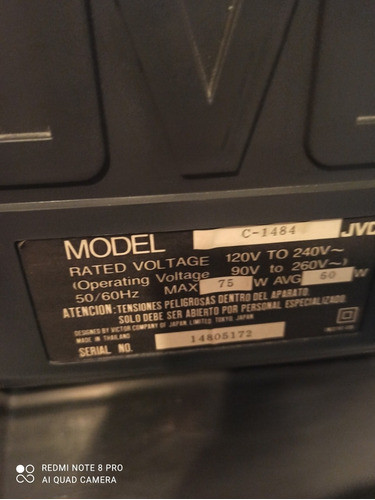 MODEL C-1484 JVC
RATED VOLTAGE 120V TO 240V~
(Operating Voltage 90V to 260V~)
50/60Hz MAX 75 W AVG 60 W
ATENCION: TENSIONES PELIGROSAS DENTRO DEL APARATO
SOLO DEBE SER ABIERTO POR PERSONAL ESPECIALIZADO.
DESIGNED BY VICTOR COMPANY OF JAPAN LIMITED TOKYO, JAPAN
MADE IN THAILAND
SERIAL NO. 14805172
REDMI NOTE 8 PRO
AI QUAD CAMERA